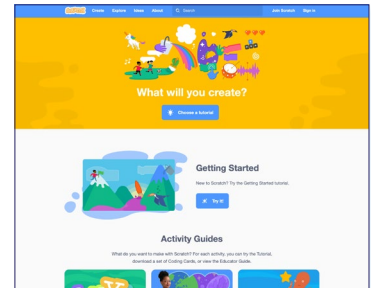 SCRATCH Create Explore Ideas About Search Join Scratch Sign in
What will you create?
Choose a tutorial
Getting Started
New to Scratch? Try the Getting Started tutorial.
Try it!
Activity Guides
What do you want to make with Scratch? For each activity, you can try the Tutorial,
download a set of Coding Cards, or view the Educator Guide.